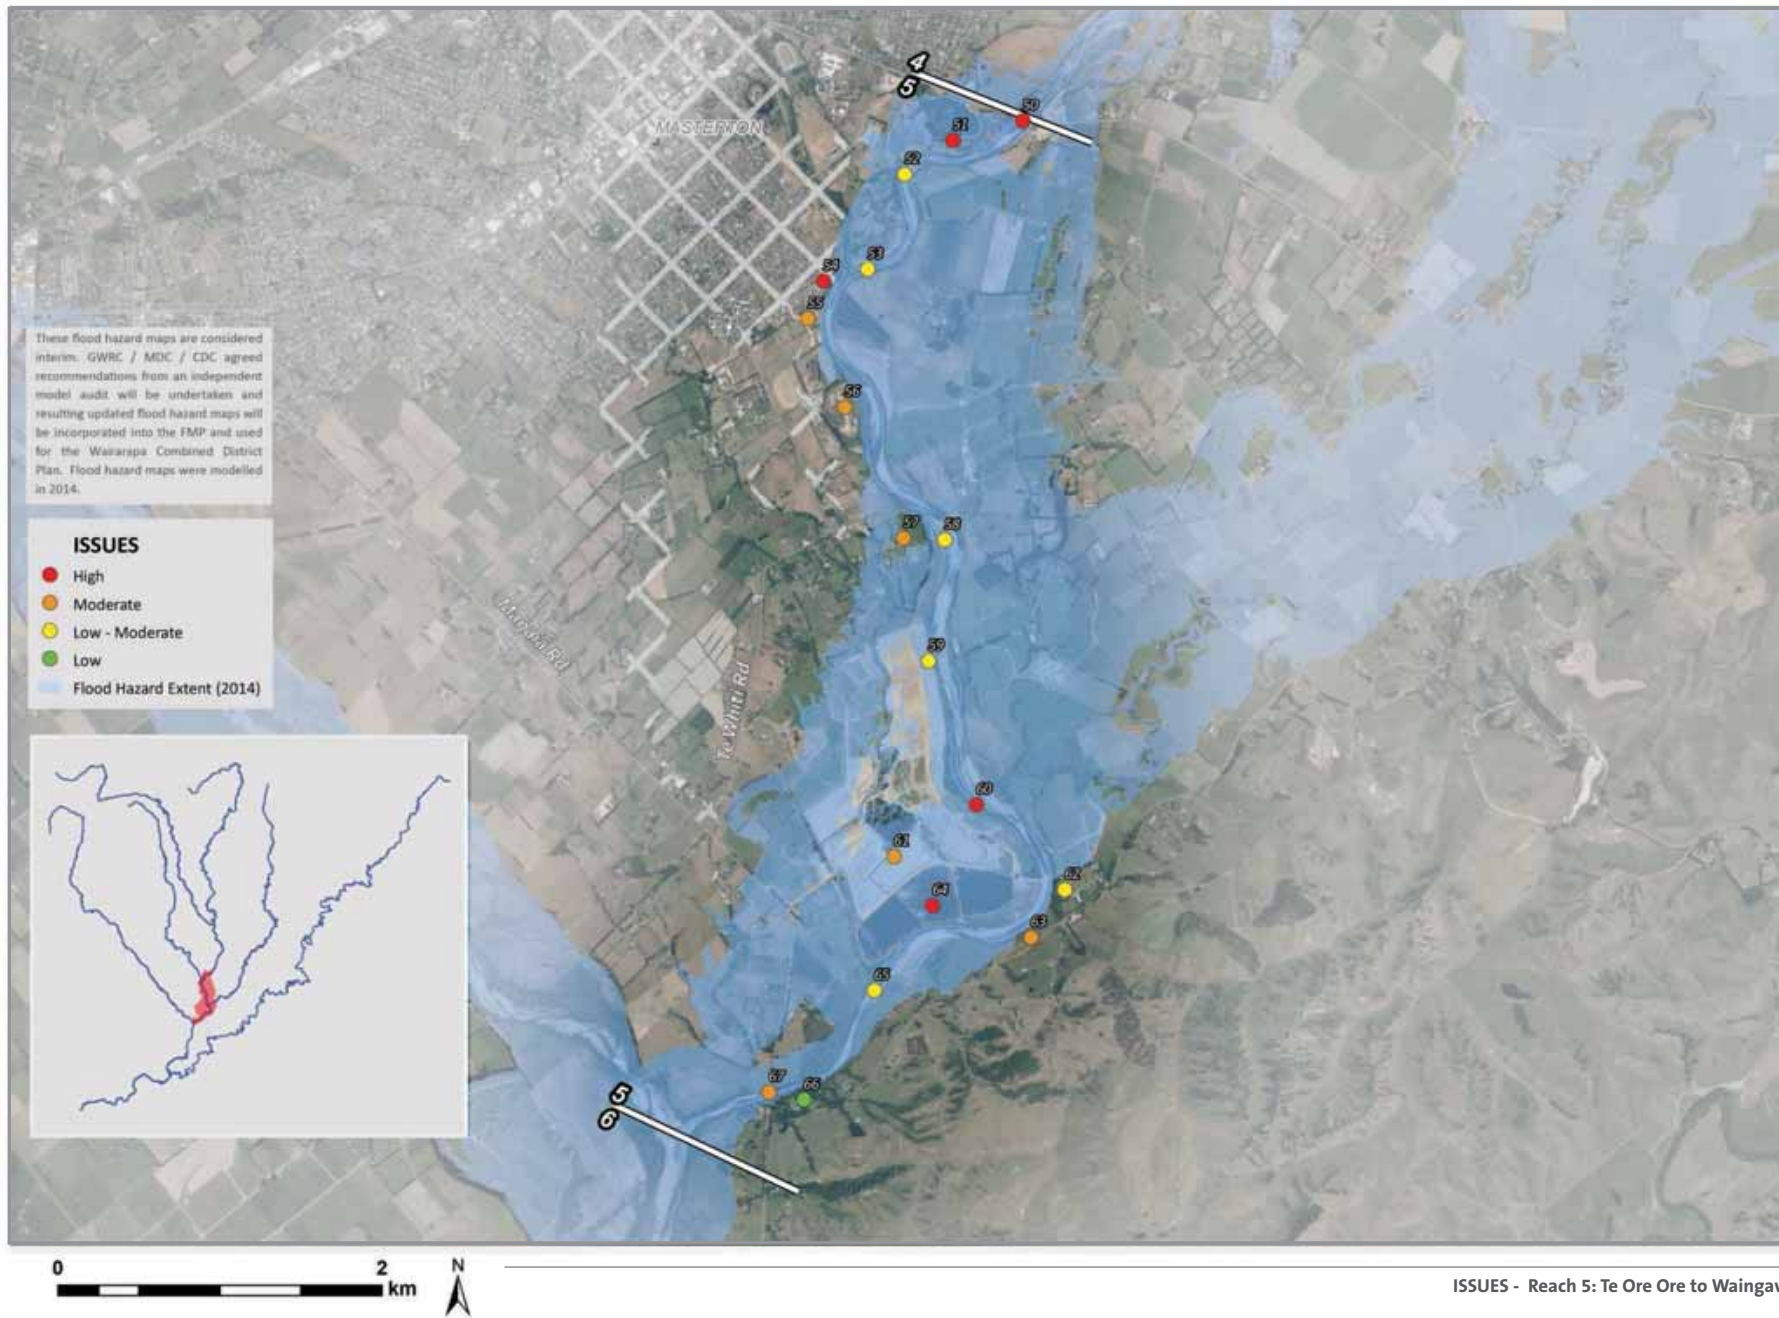 4
5
50
51
MASTERTON
52
53
54
55
These flood hazard maps are considered
interim. GWRC / MDC / CDC agreed
recommendations from an independent
model audit will be undertaken and
resulting updated flood hazard maps will
be incorporated into the FMP and used
for the Wairarapa Combined District
Plan. Flood hazard maps were modelled
in 2014.
56
57
58
ISSUES
High
Moderate
Low - Moderate
Low
Flood Hazard Extent (2014)
Manaia Rd
59
Te Whiti Rd
60
61
62
64
63
65
67
66
5
6
0
2
km
N
ISSUES - Reach 5: Te Ore Ore to Waingaw